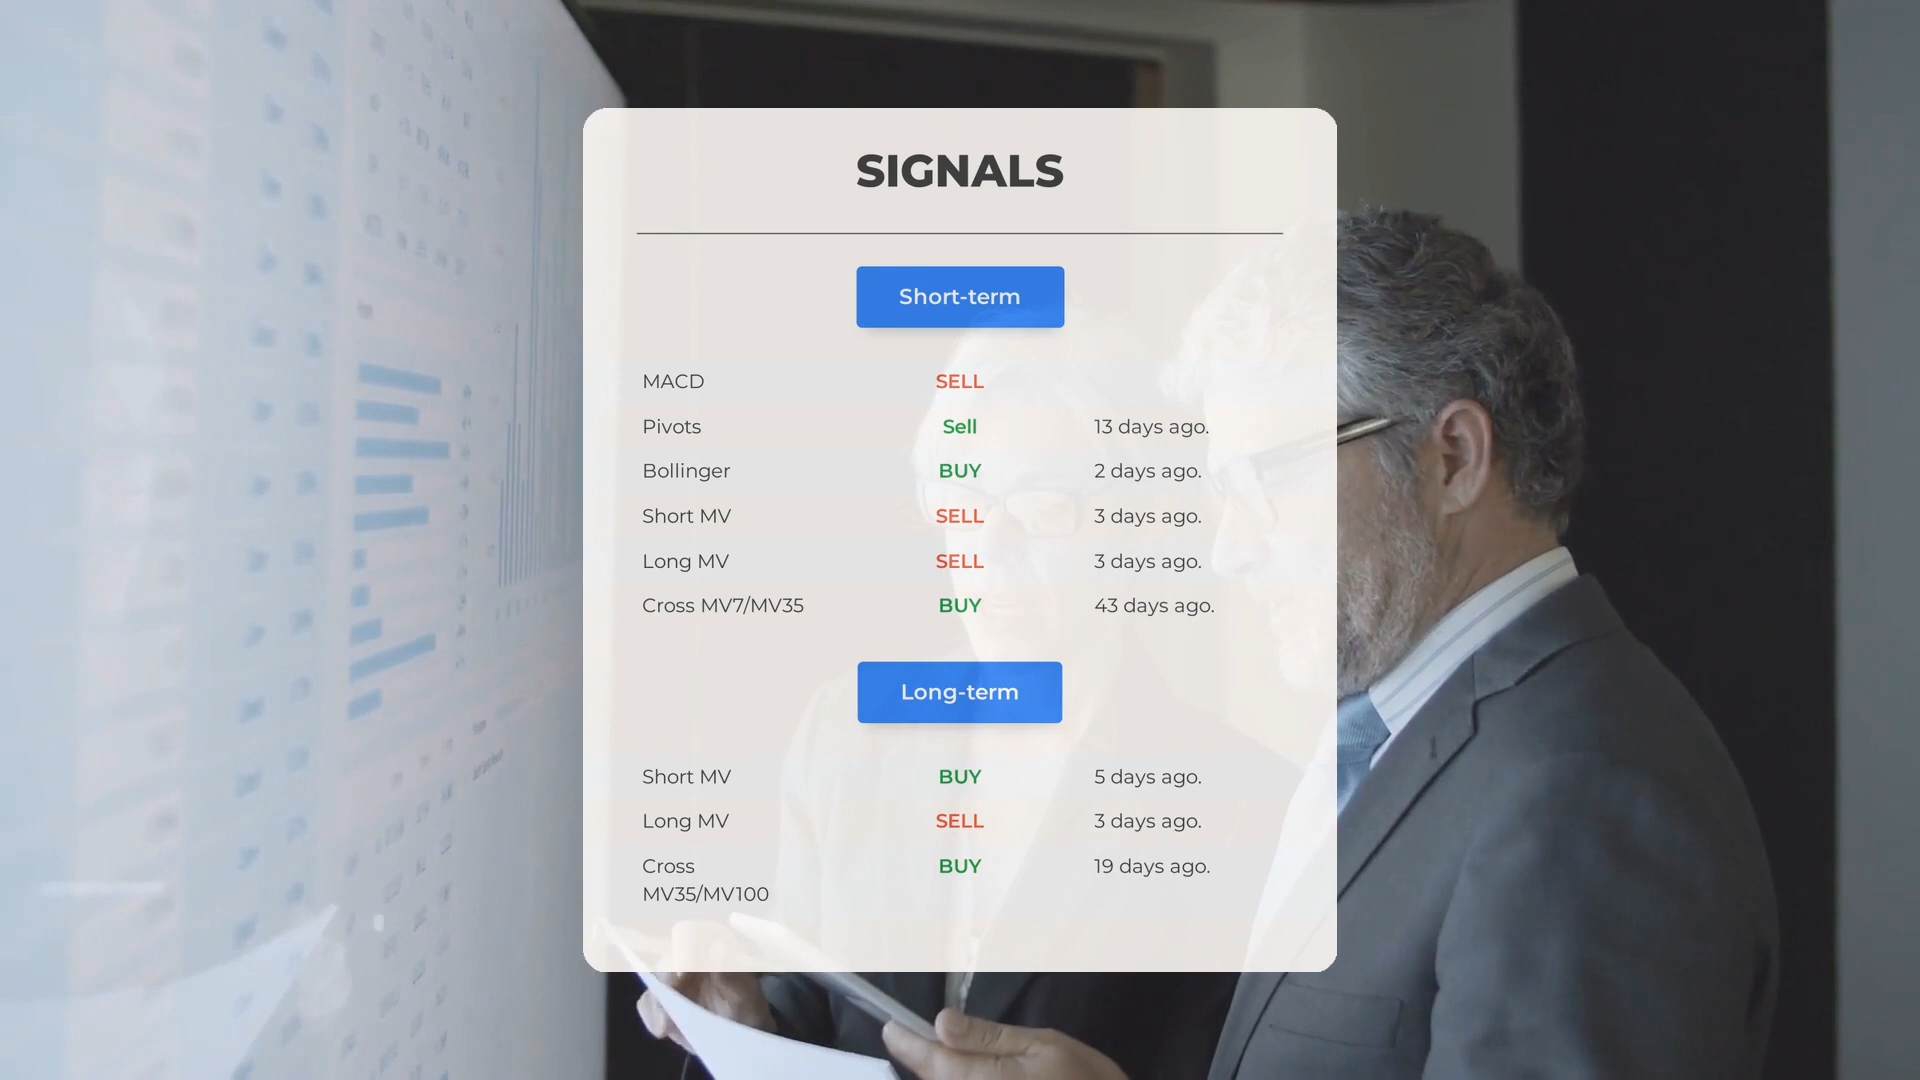 SIGNALS
Short-term
MACD SELL
Pivots Sell 13 days ago.
Bollinger BUY 2 days ago.
Short MV SELL 3 days ago.
Long MV SELL 3 days ago.
Cross MV7/MV35 BUY 43 days ago.
Long-term
Short MV BUY 5 days ago.
Long MV SELL 3 days ago.
Cross BUY 19 days ago.
MV35/MV100